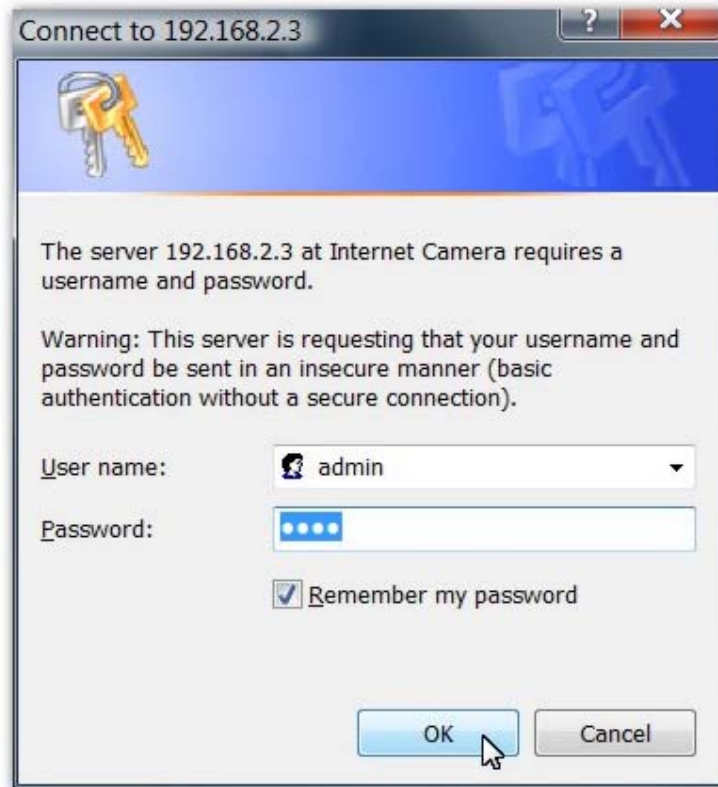 Connect to 192.168.2.3
?
The server 192.168.2.3 at Internet Camera requires a
username and password.
Warning: This server is requesting that your username and
password be sent in an insecure manner (basic
authentication without a secure connection).
User name:
admin
Password:
••••
Remember my password
OK
Cancel